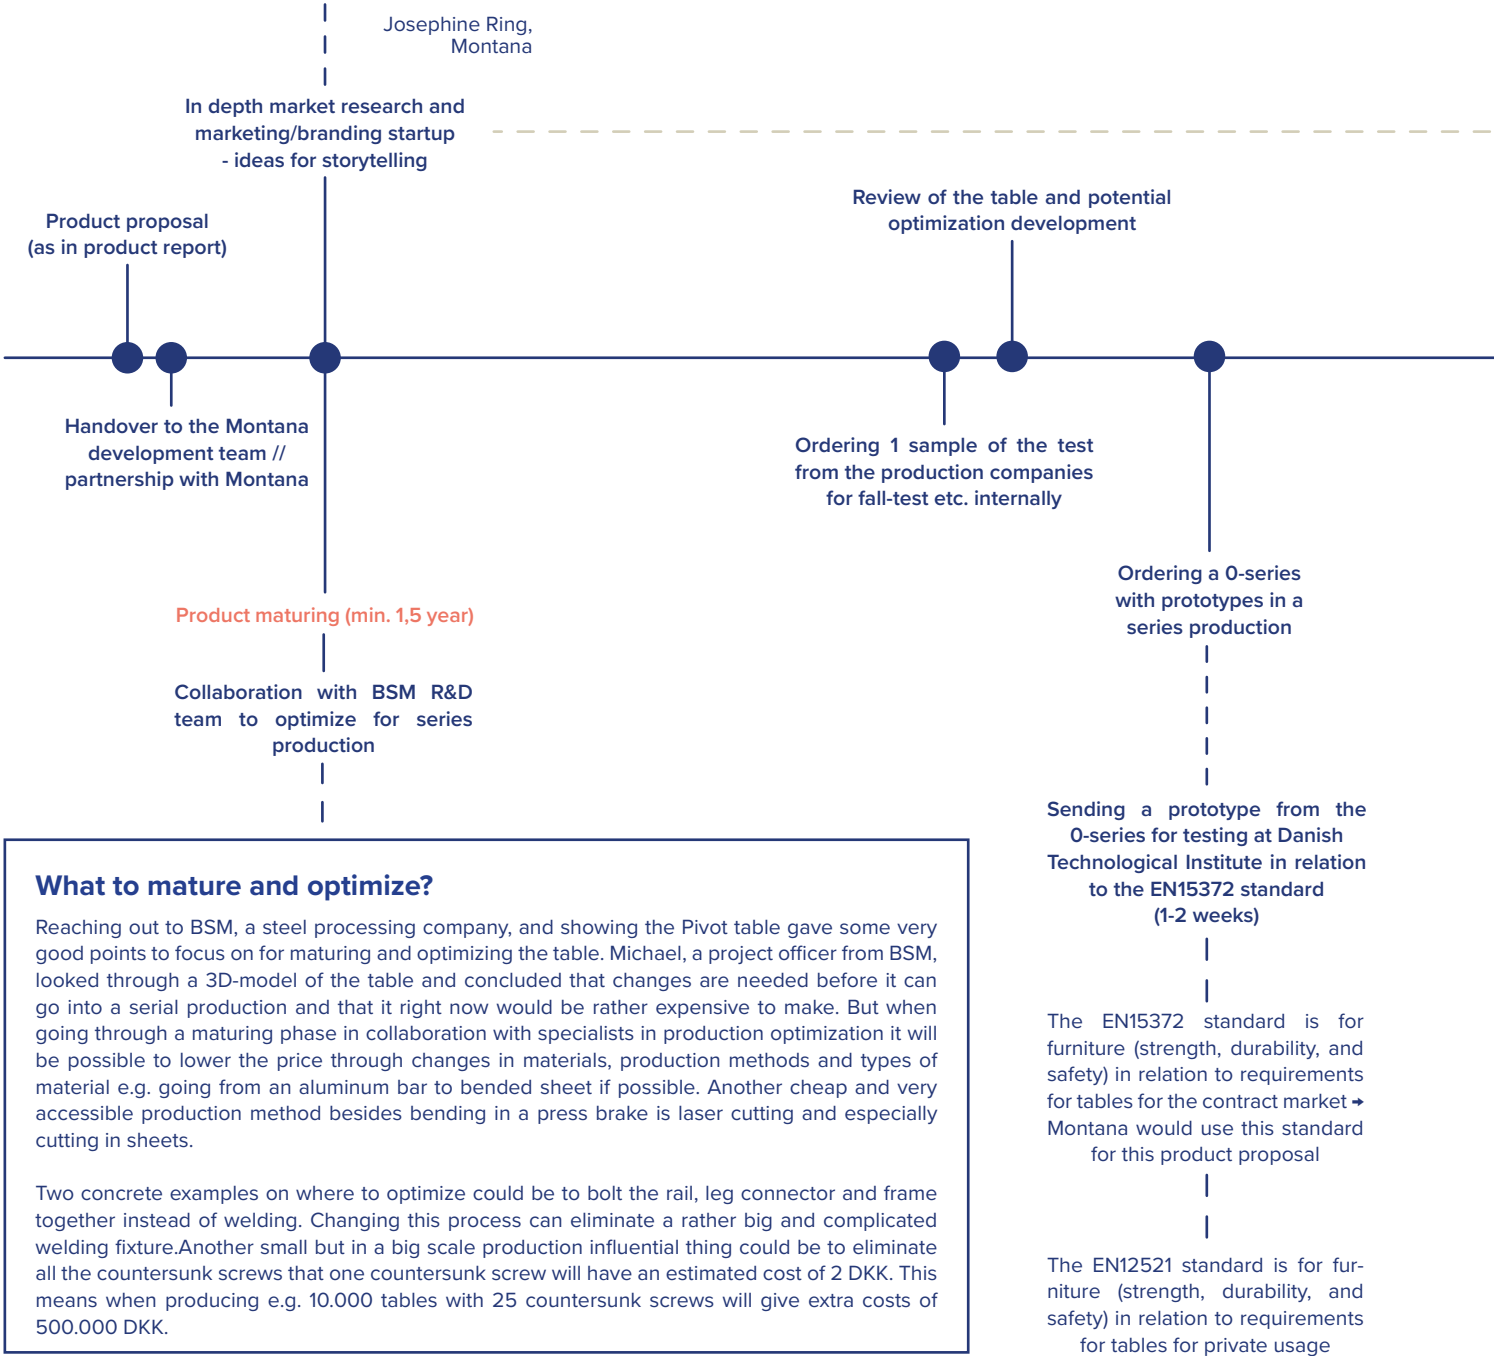 Josephine Ring,
Montana
In depth market research and
marketing/branding startup
- ideas for storytelling
Product proposal
(as in product report)
Review of the table and potential
optimization development
Handover to the Montana
development team //
partnership with Montana
Ordering 1 sample of the test
from the production companies
for fall-test etc. internally
Ordering a 0-series
with prototypes in a
series production
Product maturing (min. 1,5 year)
Collaboration with BSM R&D
team to optimize for series
production
Sending a prototype from the
0-series for testing at Danish
Technological Institute in relation
to the EN15372 standard
(1-2 weeks)
What to mature and optimize?
Reaching out to BSM, a steel processing company, and showing the Pivot table gave some very
good points to focus on for maturing and optimizing the table. Michael, a project officer from BSM,
looked through a 3D-model of the table and concluded that changes are needed before it can
go into a serial production and that it right now would be rather expensive to make. But when
going through a maturing phase in collaboration with specialists in production optimization it will
be possible to lower the price through changes in materials, production methods and types of
material e.g. going from an aluminum bar to bended sheet if possible. Another cheap and very
accessible production method besides bending in a press brake is laser cutting and especially
cutting in sheets.
Two concrete examples on where to optimize could be to bolt the rail, leg connector and frame
together instead of welding. Changing this process can eliminate a rather big and complicated
welding fixture.Another small but in a big scale production influential thing could be to eliminate
all the countersunk screws that one countersunk screw will have an estimated cost of 2 DKK. This
means when producing e.g. 10.000 tables with 25 countersunk screws will give extra costs of
500.000 DKK.
The EN15372 standard is for
furniture (strength, durability, and
safety) in relation to requirements
for tables for the contract market →
Montana would use this standard
for this product proposal
The EN12521 standard is for fur-
niture (strength, durability, and
safety) in relation to requirements
for tables for private usage